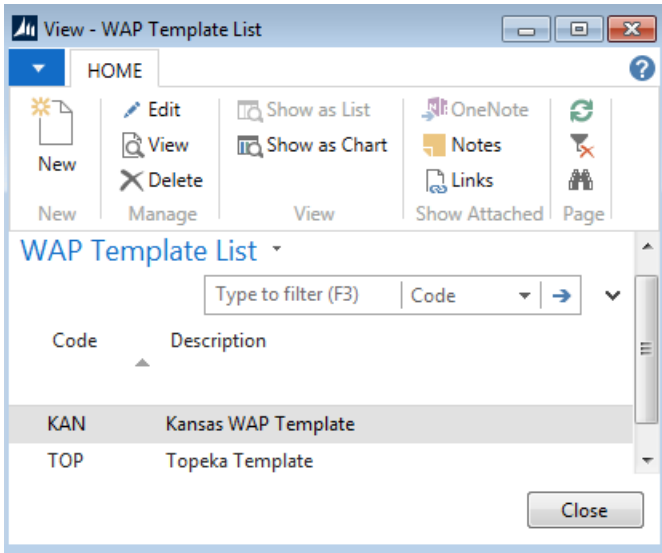 View - WAP Template List
HOME
New
Edit
View
Delete
Show as List
Show as Chart
OneNote
Notes
Links
New
Manage
View
Show Attached
Page
WAP Template List
Type to filter (F3) Code
Code Description
KAN Kansas WAP Template
TOP Topeka Template
Close